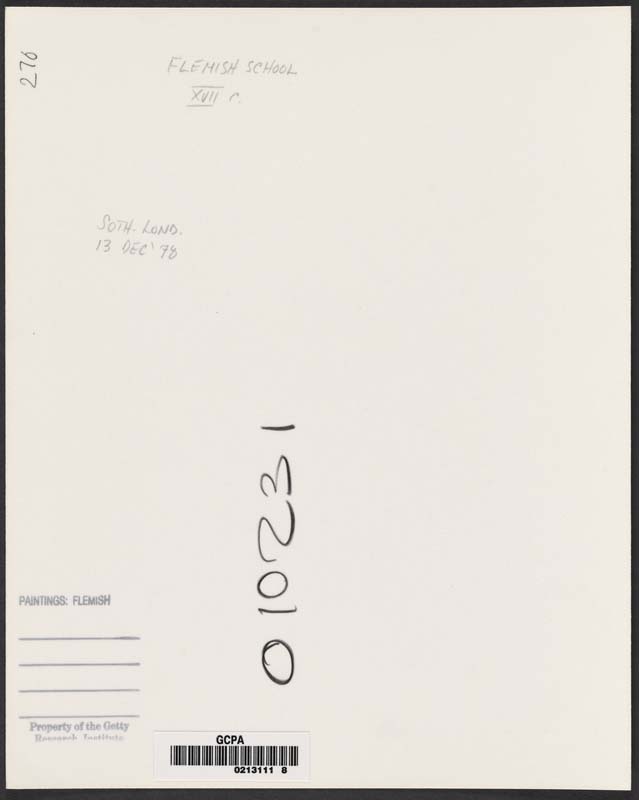 276
FLEMISH SCHOOL
XVII C.
SOTH. LOND.
13 DEC '78
010231
PAINTINGS: FLEMISH
Property of the Getty
Research Institute
GCPA
0213111 8